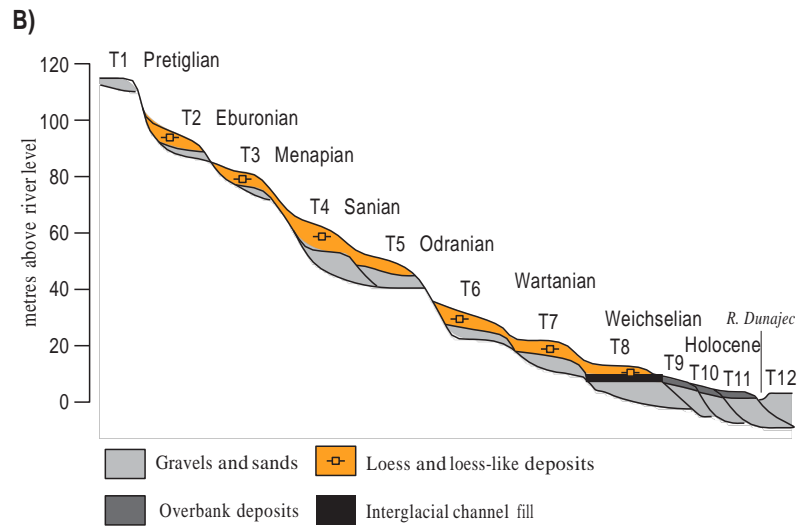 B)
T1 Pretiglian
120
T2 Eburonian
100
T3 Menapian
80
T4 Sanian
60
T5 Odranian
40
T6 Wartanian
T7
Weichselian R. Dunajec
20
T8 Holocene
T9 T10 T11 T12
0
metres above river level
Gravels and sands Loess and loess-like deposits
Overbank deposits Interglacial channel fill